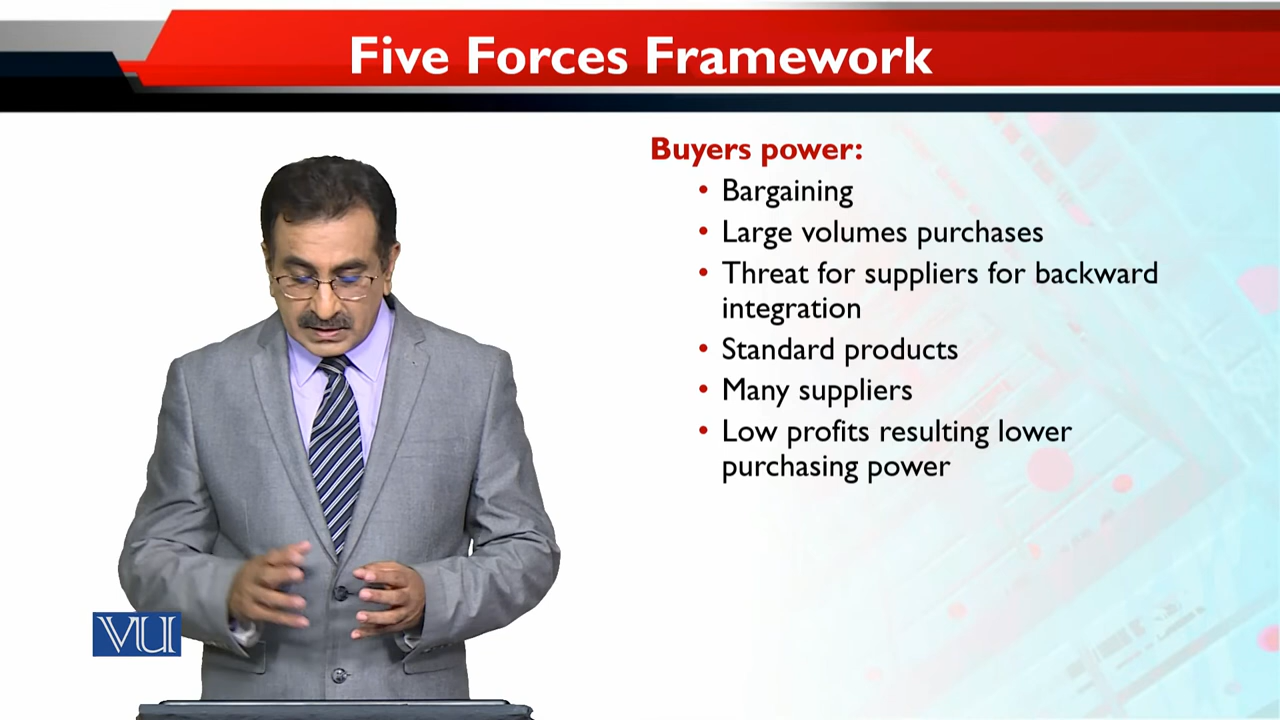 Five Forces Framework
Buyers power:
• Bargaining
• Large volumes purchases
• Threat for suppliers for backward
integration
• Standard products
• Many suppliers
• Low profits resulting lower
purchasing power
VU